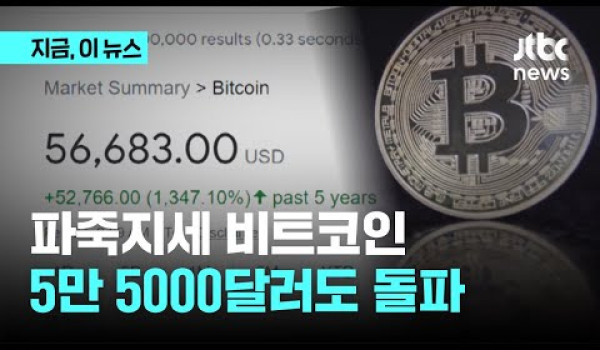 지금, 이 뉴스
000 results (0.33 seconds
jtbc
news
Market Summary > Bitcoin
56,683.00 USD
+52,766.00 (1,347.10%)↑ past 5 years
파죽지세 비트코인
5만 5000달러도 돌파